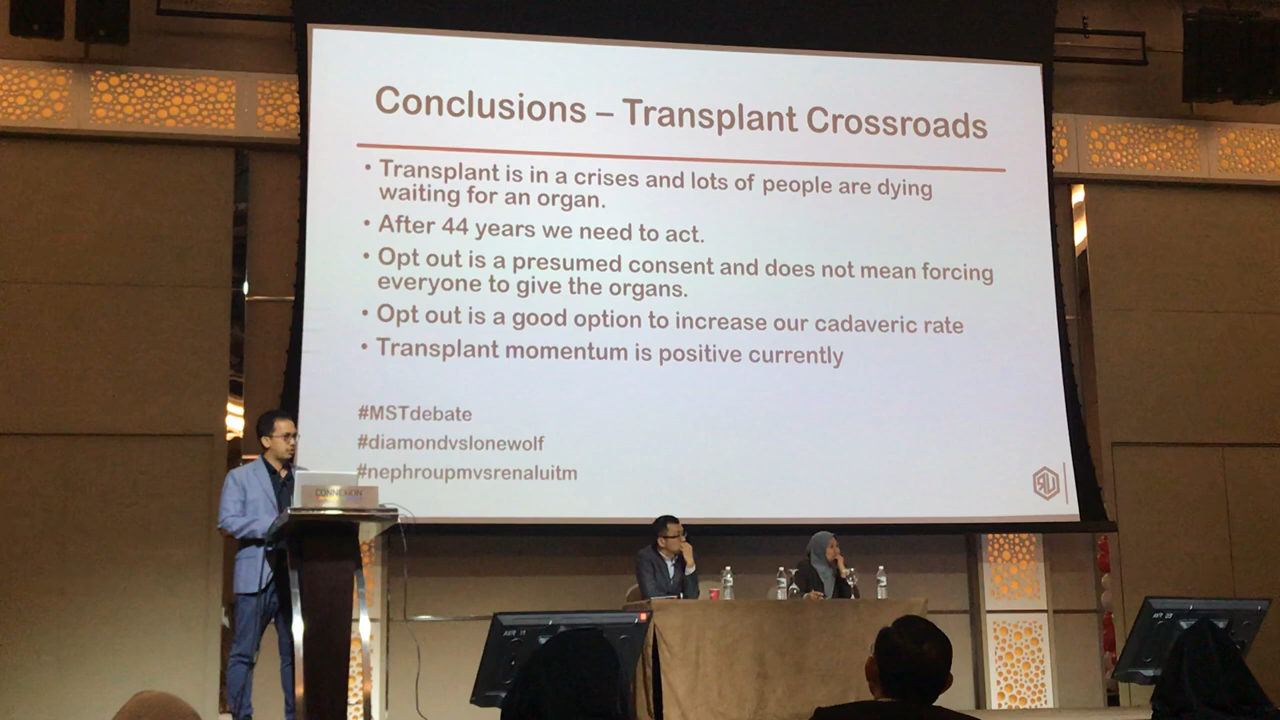 Conclusions – Transplant Crossroads
• Transplant is in a crises and lots of people are dying
waiting for an organ.
• After 44 years we need to act.
• Opt out is a presumed consent and does not mean forcing
everyone to give the organs.
• Opt out is a good option to increase our cadaveric rate
• Transplant momentum is positive currently
#MSTdebate
#diamondvslonewolf
#nephroupmvsrenaluitm
CONNEXION